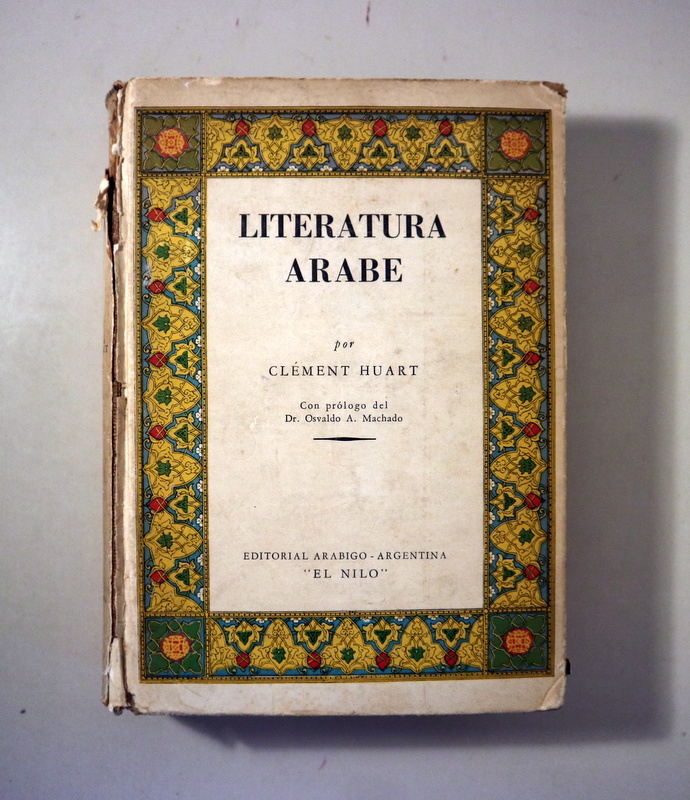 LITERATURA
ARABE
por
CLÉMENT HUART
Con prólogo del
Dr. Osvaldo A. Machado
EDITORIAL ARABIGO - ARGENTINA
"EL NILO"